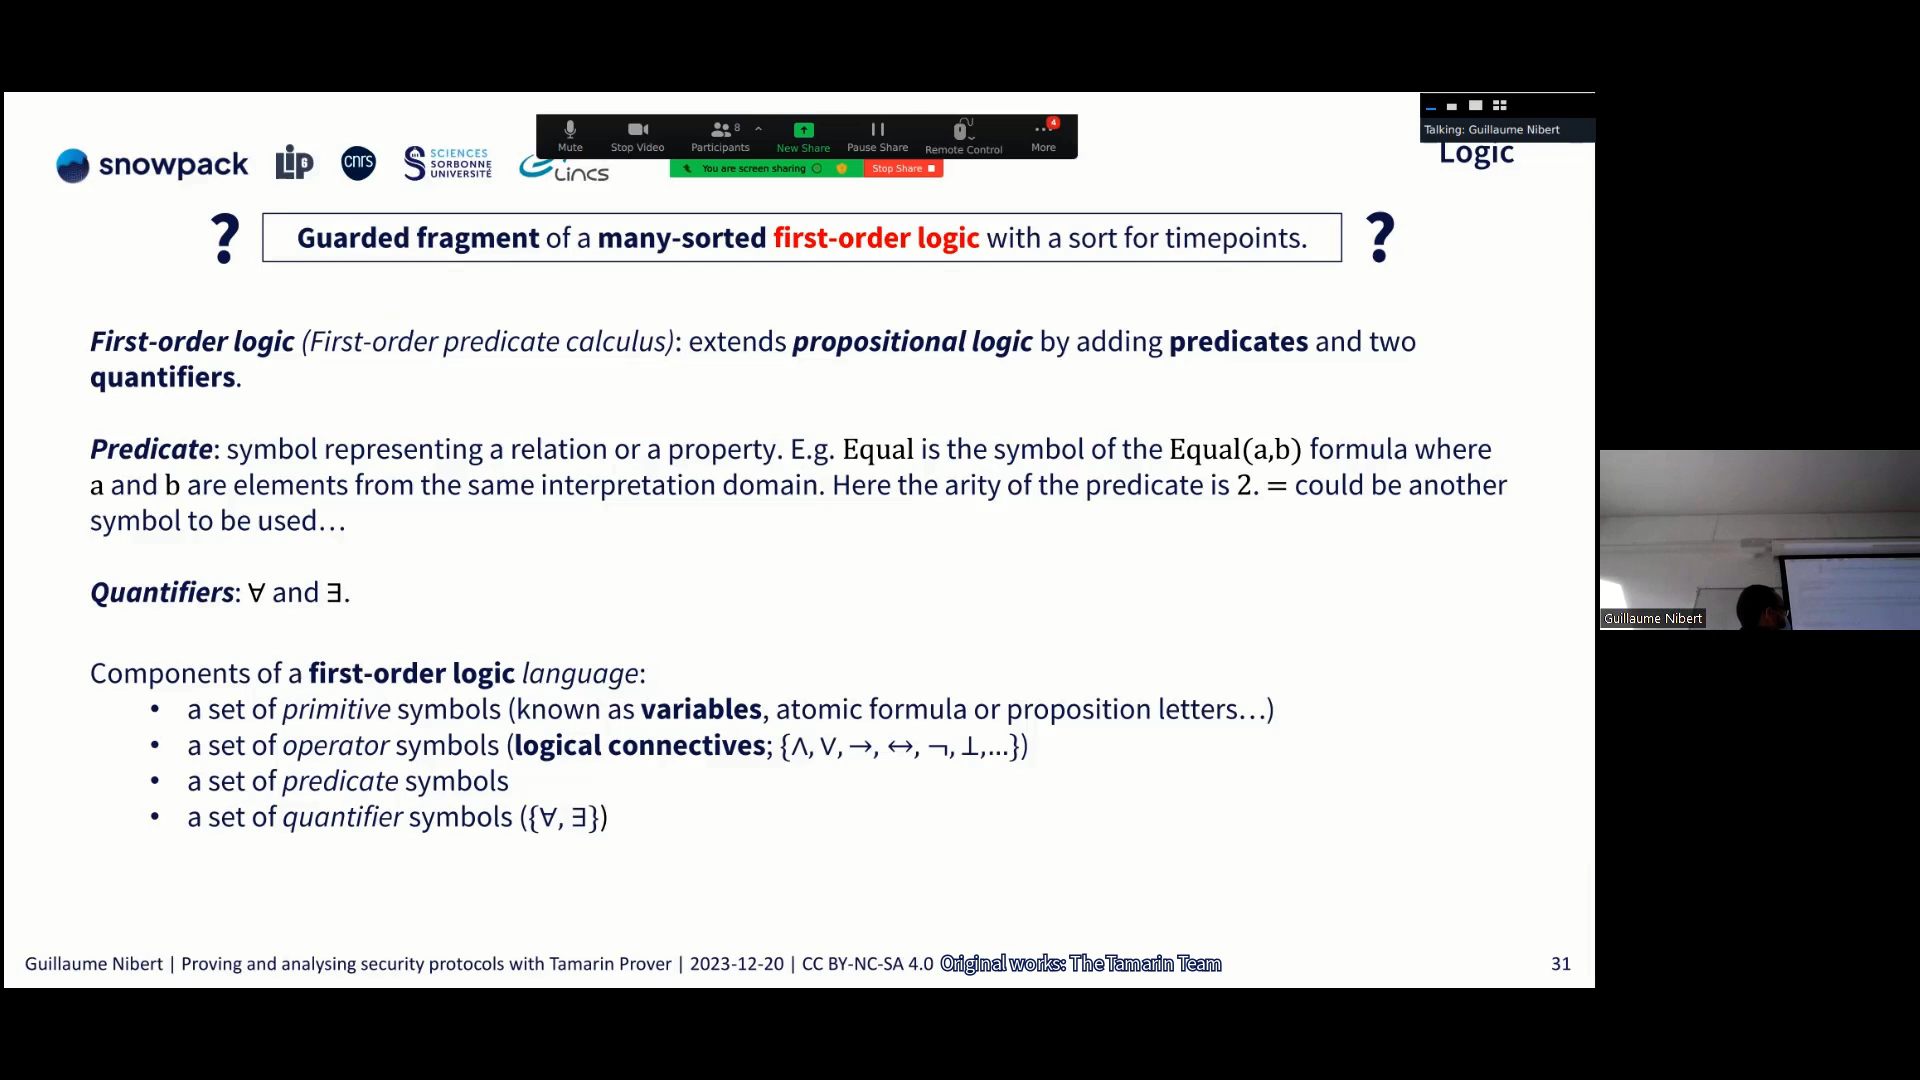 Mute
Stop Video
Participants
8
New Share
Pause Share
Remote Control
More
4
You are screen sharing
Stop Share
Talking: Guillaume Nibert
snowpack
LIP6
cnrs
SCIENCES
SORBONNE
UNIVERSITÉ
Lincs
Logic
? Guarded fragment of a many-sorted first-order logic with a sort for timepoints. ?
First-order logic (First-order predicate calculus): extends propositional logic by adding predicates and two
quantifiers.
Predicate: symbol representing a relation or a property. E.g. Equal is the symbol of the Equal(a,b) formula where
a and b are elements from the same interpretation domain. Here the arity of the predicate is 2. = could be another
symbol to be used…
Quantifiers: ∀ and ∃.
Components of a first-order logic language:
• a set of primitive symbols (known as variables, atomic formula or proposition letters…)
• a set of operator symbols (logical connectives; {∧, ∨, →, ↔, ¬, ⊥,…})
• a set of predicate symbols
• a set of quantifier symbols ({∀, ∃})
Guillaume Nibert
Guillaume Nibert | Proving and analysing security protocols with Tamarin Prover | 2023-12-20 | CC BY-NC-SA 4.0 Original works: The Tamarin Team
31